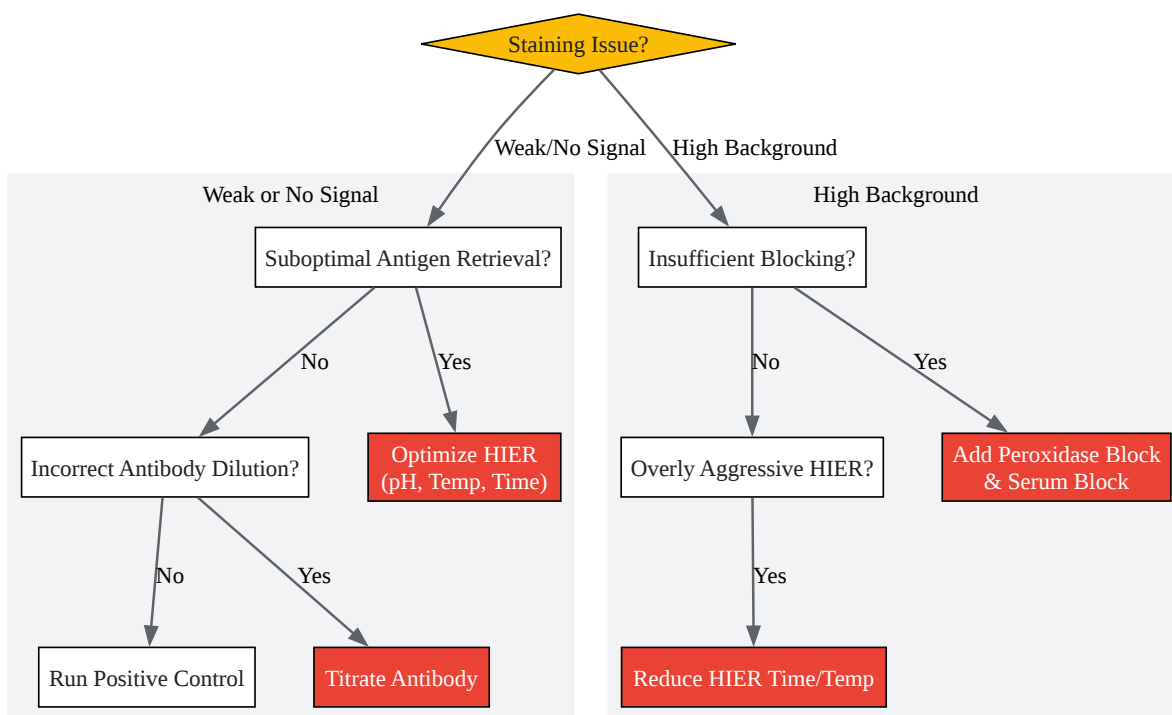 Staining Issue?
Weak/No Signal
High Background
Weak or No Signal
High Background
Suboptimal Antigen Retrieval?
Insufficient Blocking?
No
Yes
No
Yes
Incorrect Antibody Dilution?
Optimize HIER
(pH, Temp, Time)
Overly Aggressive HIER?
Add Peroxidase Block
& Serum Block
No
Yes
Yes
Run Positive Control
Titrate Antibody
Reduce HIER Time/Temp